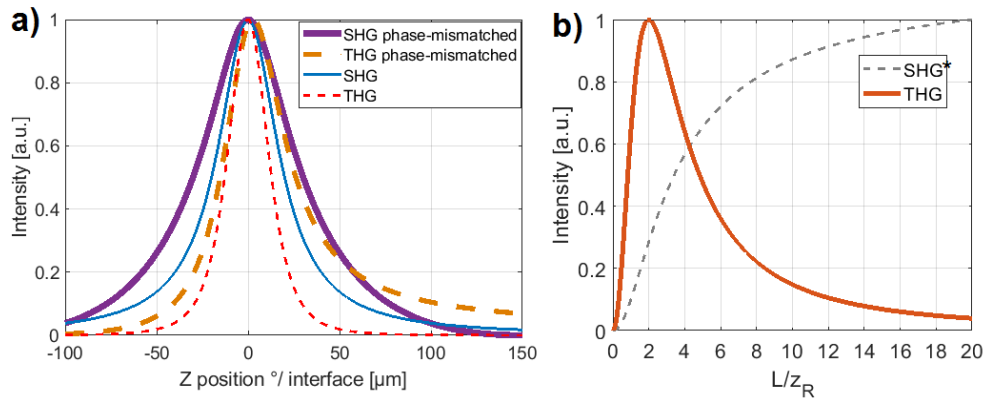 a)
Intensity [a.u.]
1
0.8
0.6
0.4
0.2
0
-100
-50
0
50
100
150
Z position °/ interface [μm]
SHG phase-mismatched
THG phase-mismatched
SHG
THG
b)
Intensity [a.u.]
1
0.8
0.6
0.4
0.2
0
0 2 4 6 8 10 12 14 16 18 20
L/z_R
SHG*
THG